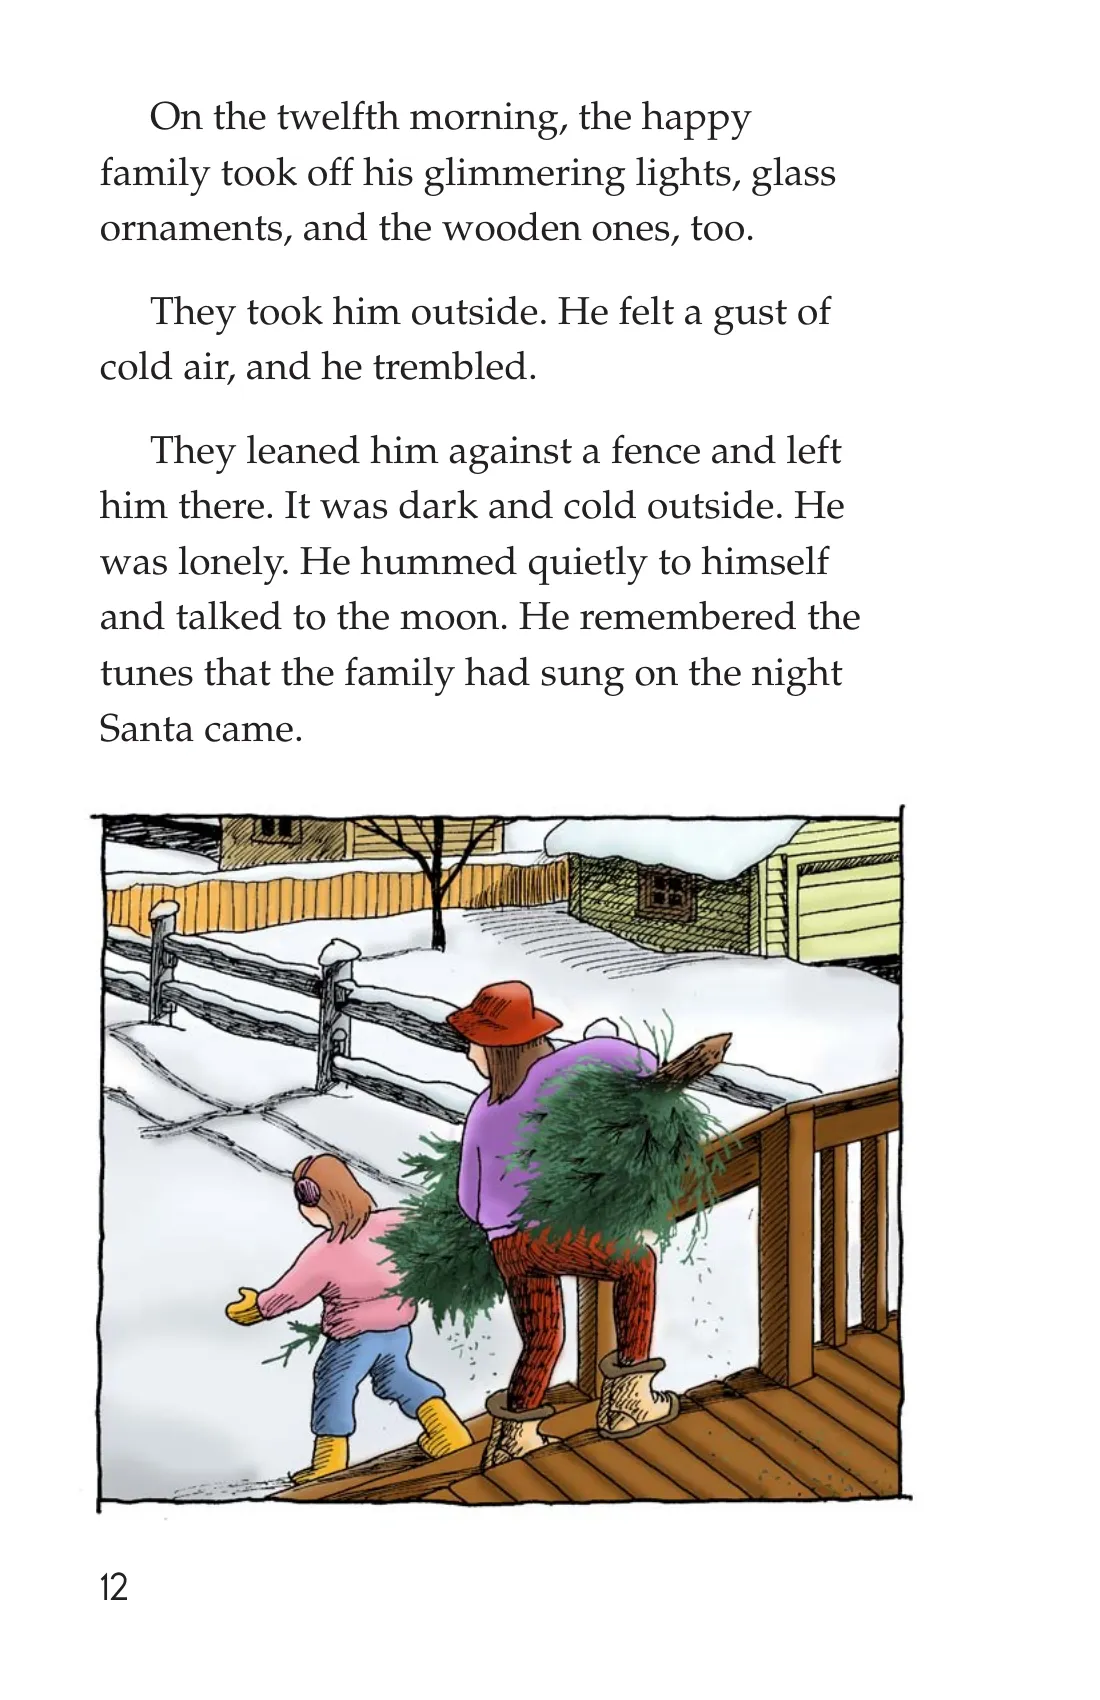 On the twelfth morning, the happy
family took off his glimmering lights, glass
ornaments, and the wooden ones, too.
They took him outside. He felt a gust of
cold air, and he trembled.
They leaned him against a fence and left
him there. It was dark and cold outside. He
was lonely. He hummed quietly to himself
and talked to the moon. He remembered the
tunes that the family had sung on the night
Santa came.
12